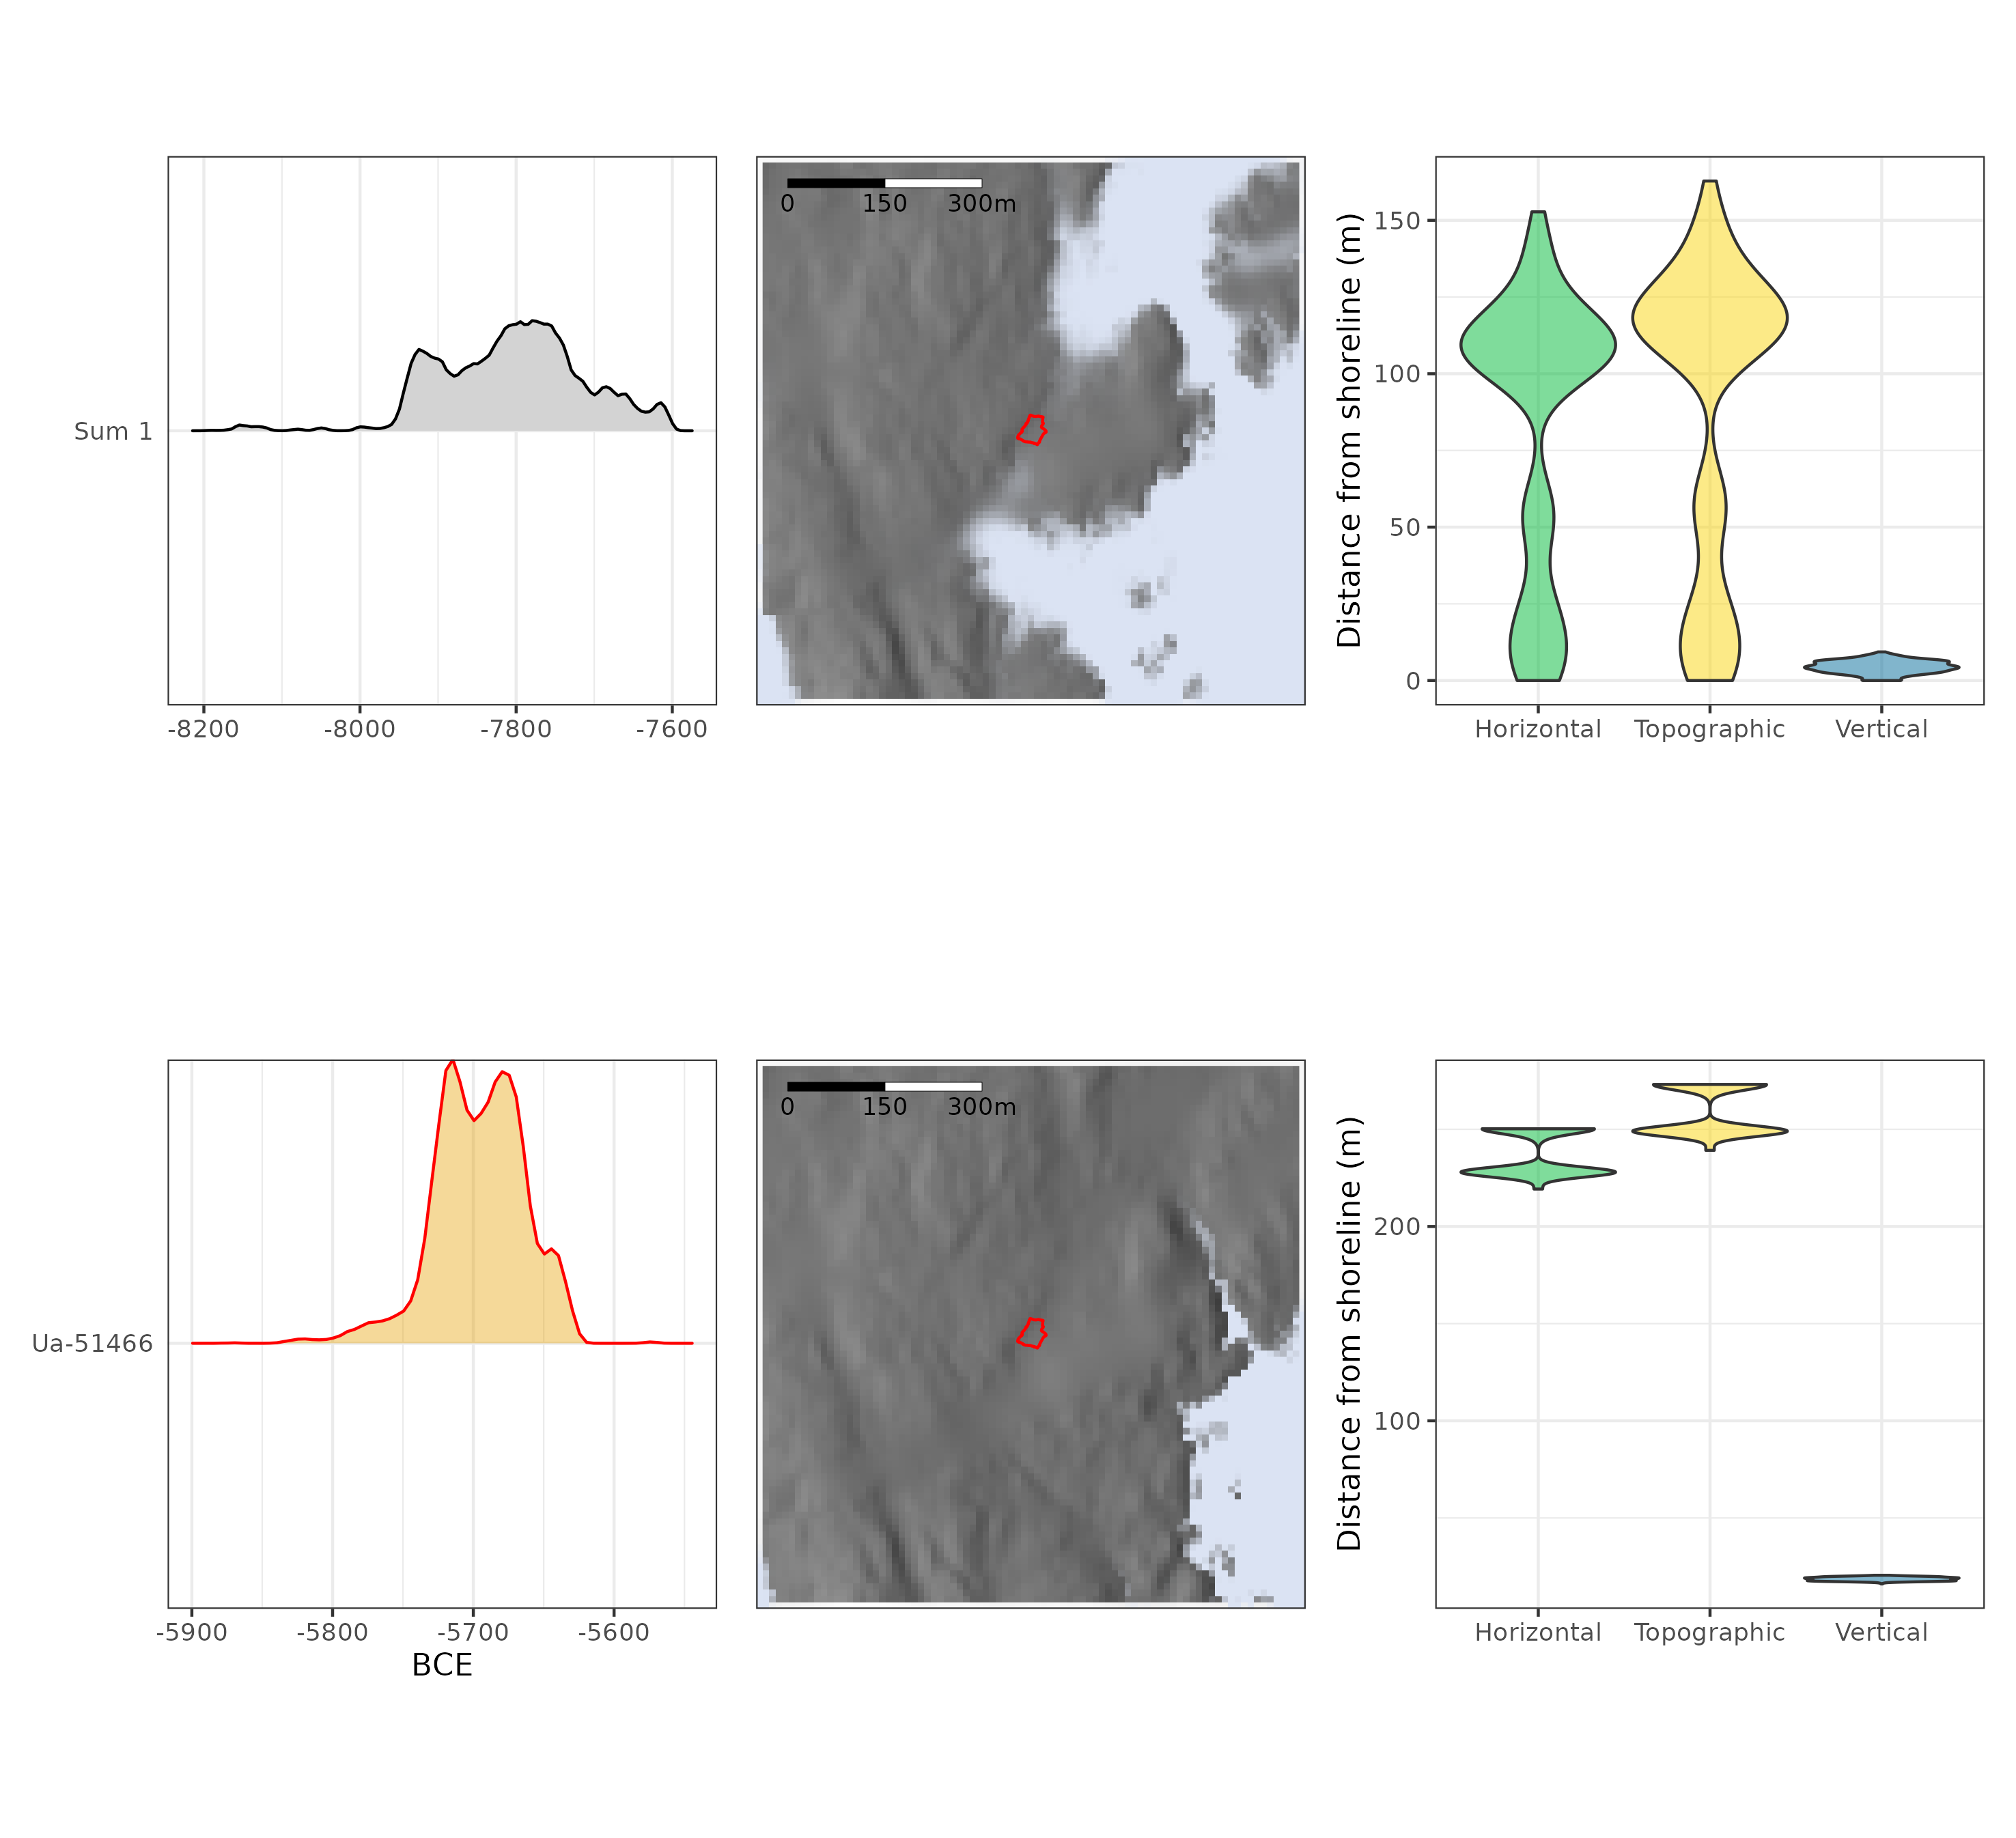 0 150 300m
Sum 1
-8200 -8000 -7800 -7600
Distance from shoreline (m)
150
100
50
0
Horizontal Topographic Vertical
0 150 300m
Ua-51466
-5900 -5800 -5700 -5600
BCE
Distance from shoreline (m)
200
100
Horizontal Topographic Vertical